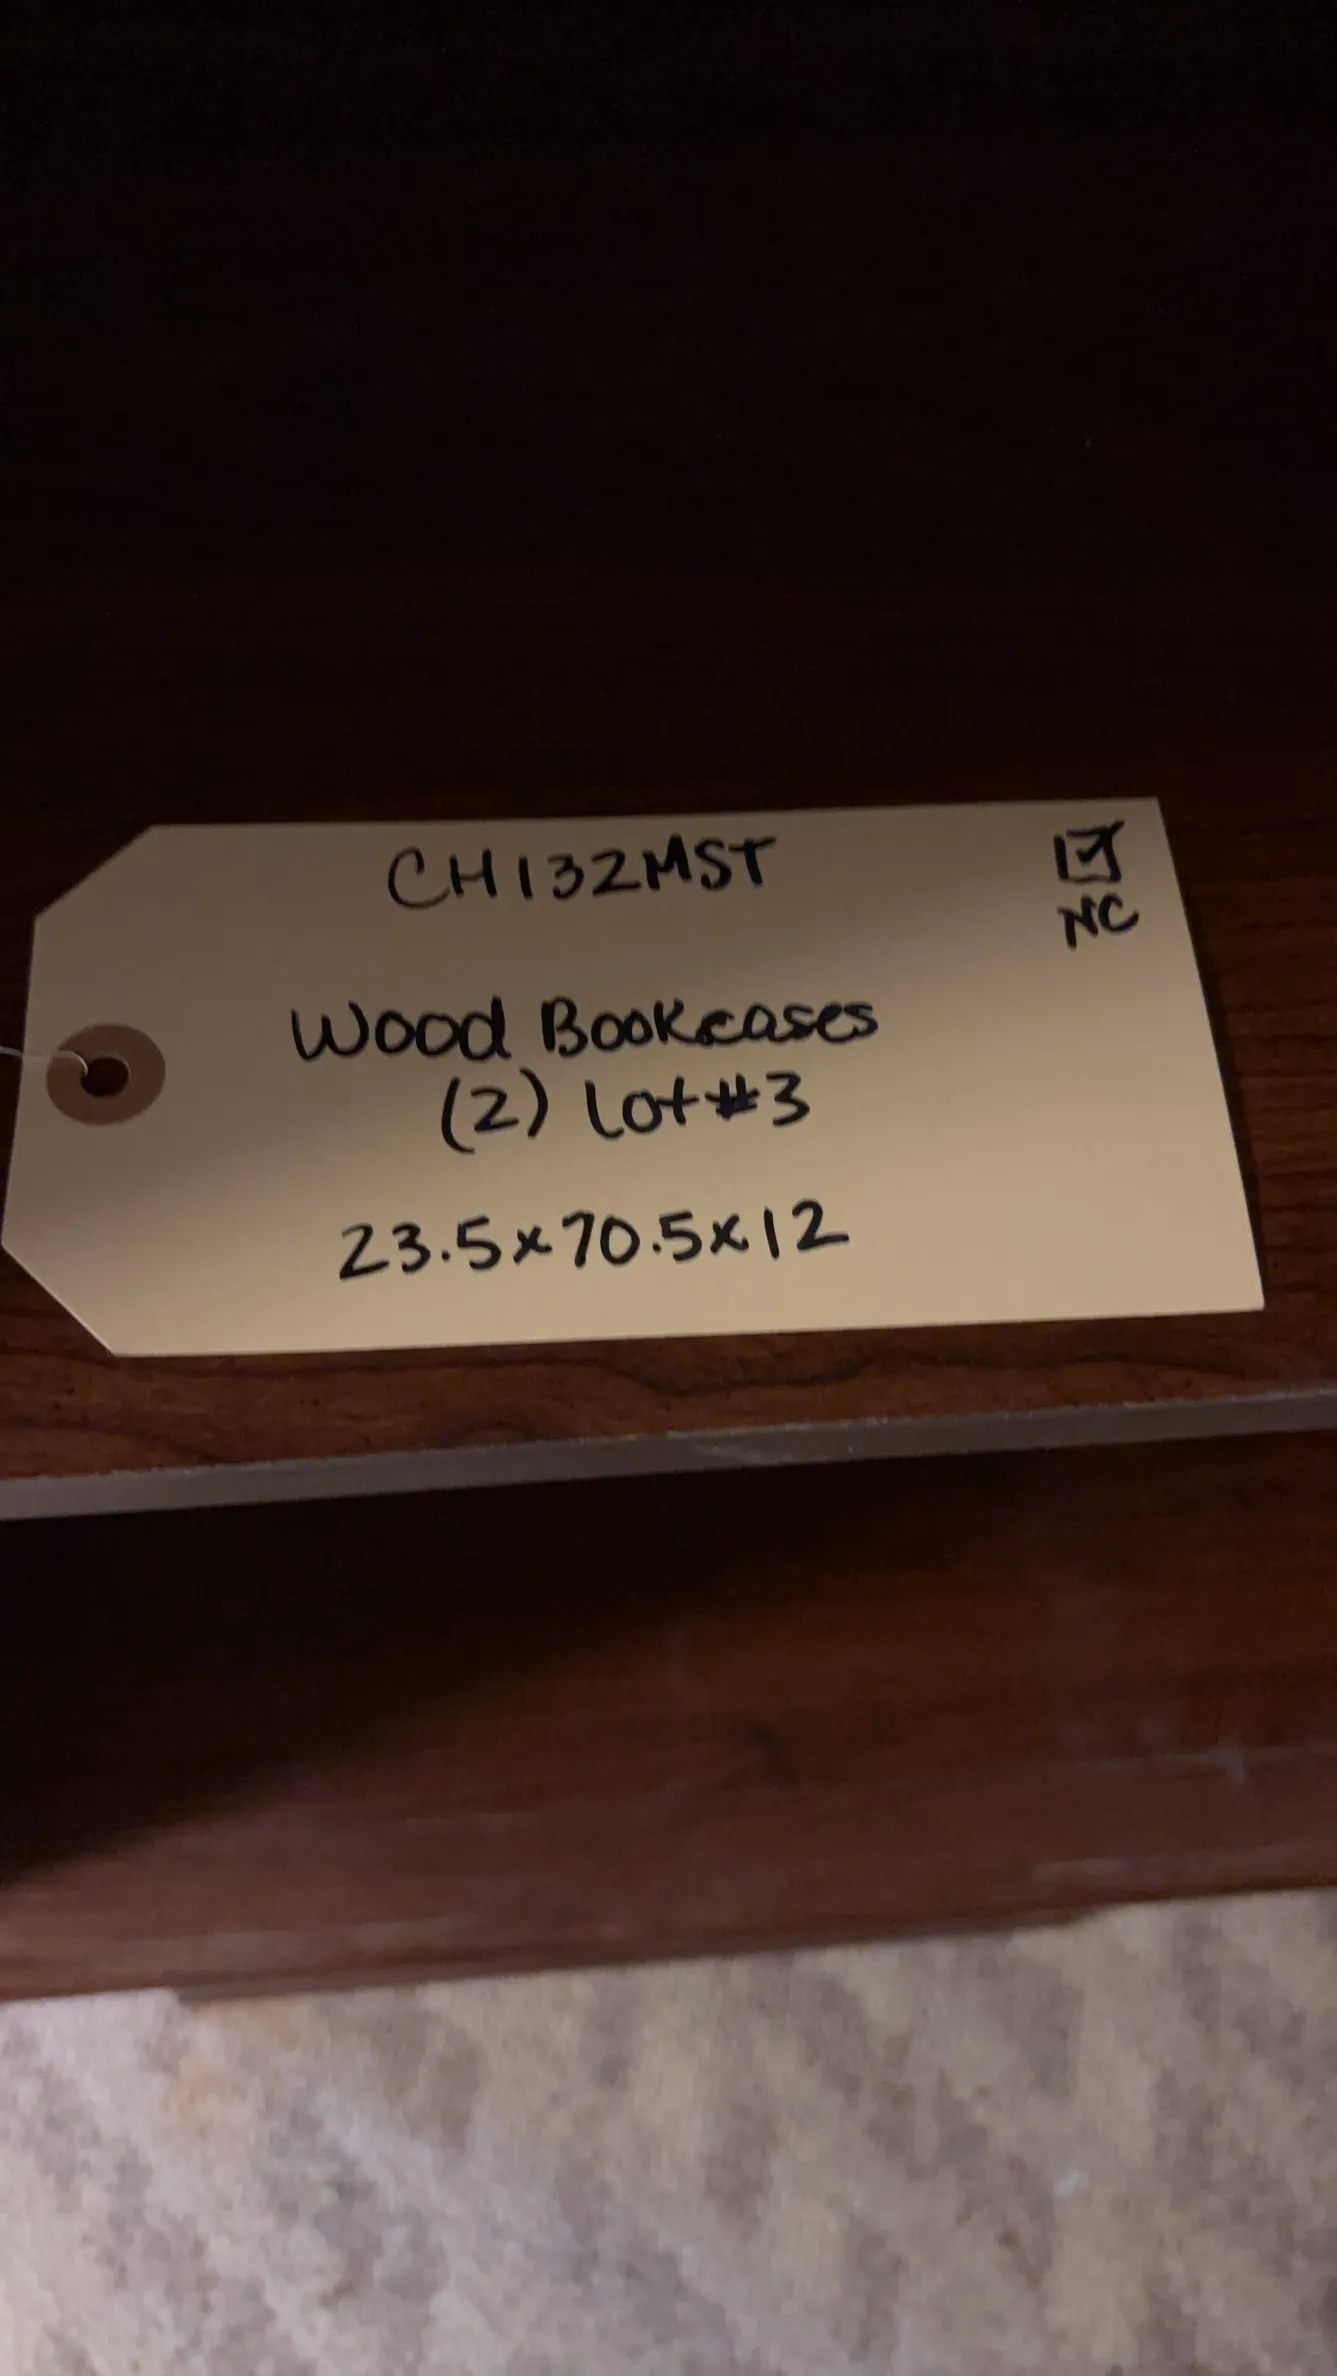 CH132MST
☑
NC
Wood Bookcases
(2) Lot #3
23.5x70.5x12